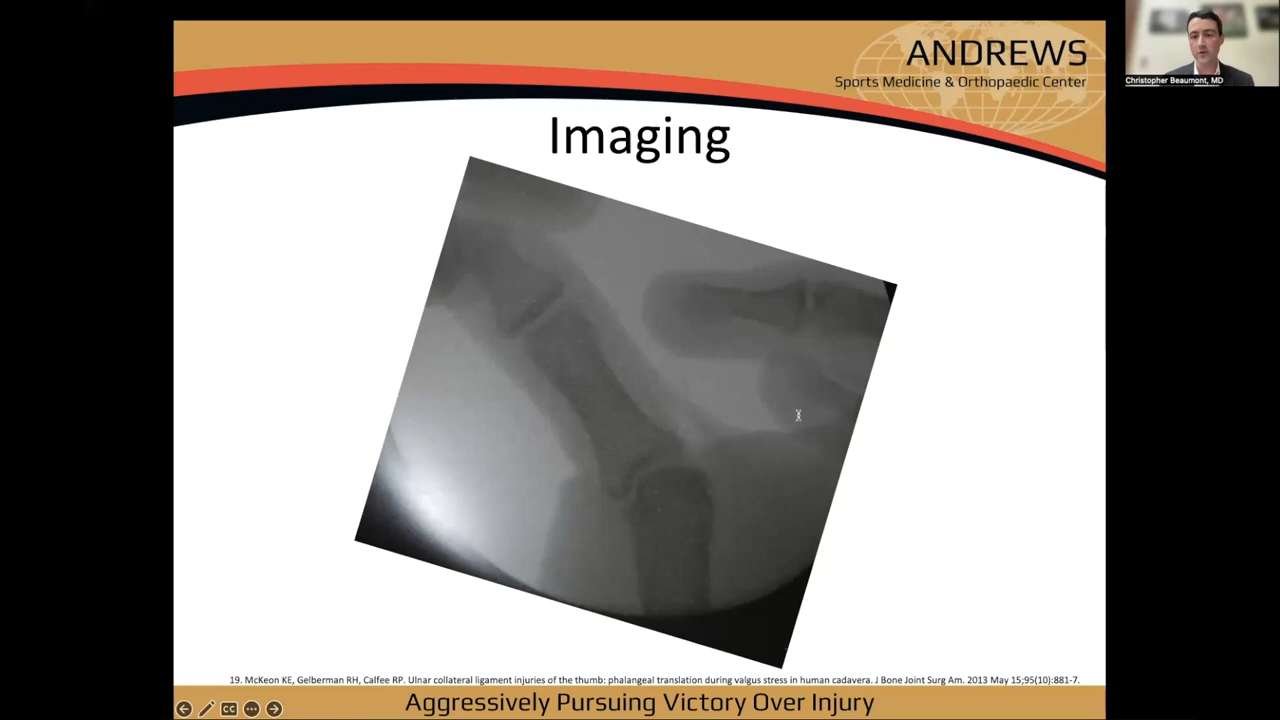 ANDREWS
Sports Medicine & Orthopaedic Center
Christopher Beaumont, MD
Imaging
19. McKeon KE, Gelberman RH, Calfee RP. Ulnar collateral ligament injuries of the thumb: phalangeal translation during valgus stress in human cadavera. J Bone Joint Surg Am. 2013 May 15;95(10):881-7.
Aggressively Pursuing Victory Over Injury
CC